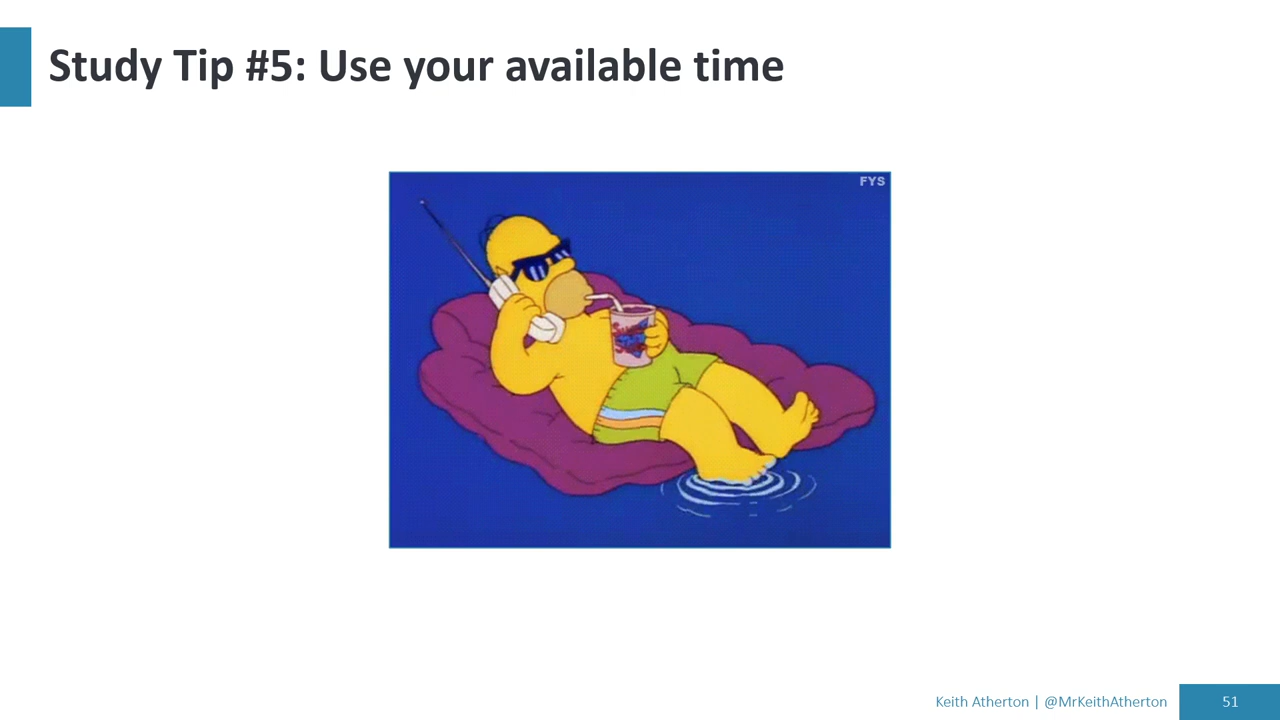 Study Tip #5: Use your available time
FYS
Keith Atherton | @MrKeithAtherton
51